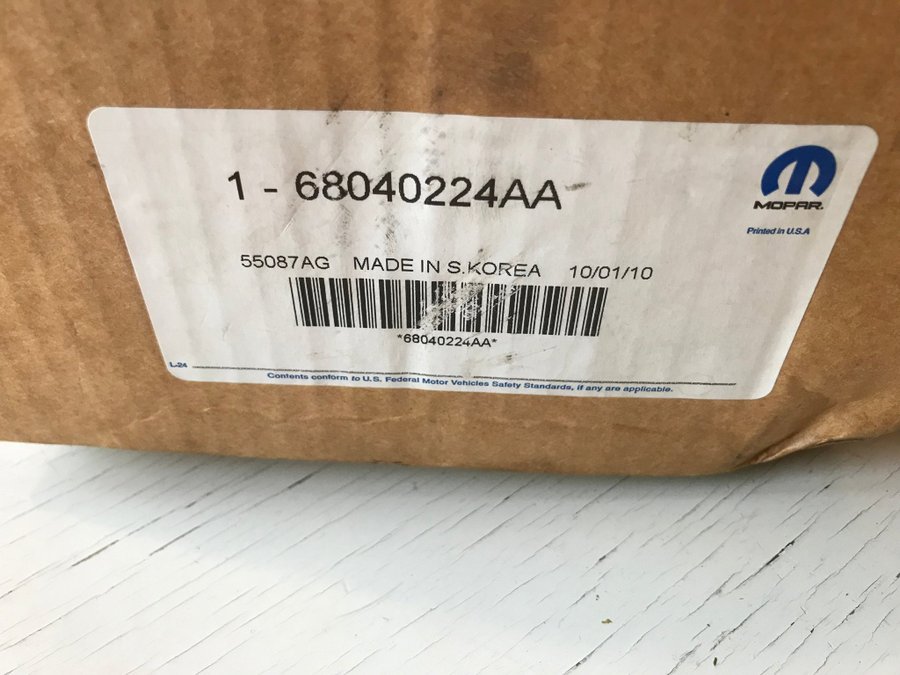 1 - 68040224AA
MOPAR
Printed in U.S.A
55087AG MADE IN S.KOREA 10/01/10
*68040224AA*
L-24
Contents conform to U.S. Federal Motor Vehicles Safety Standards, if any are applicable.